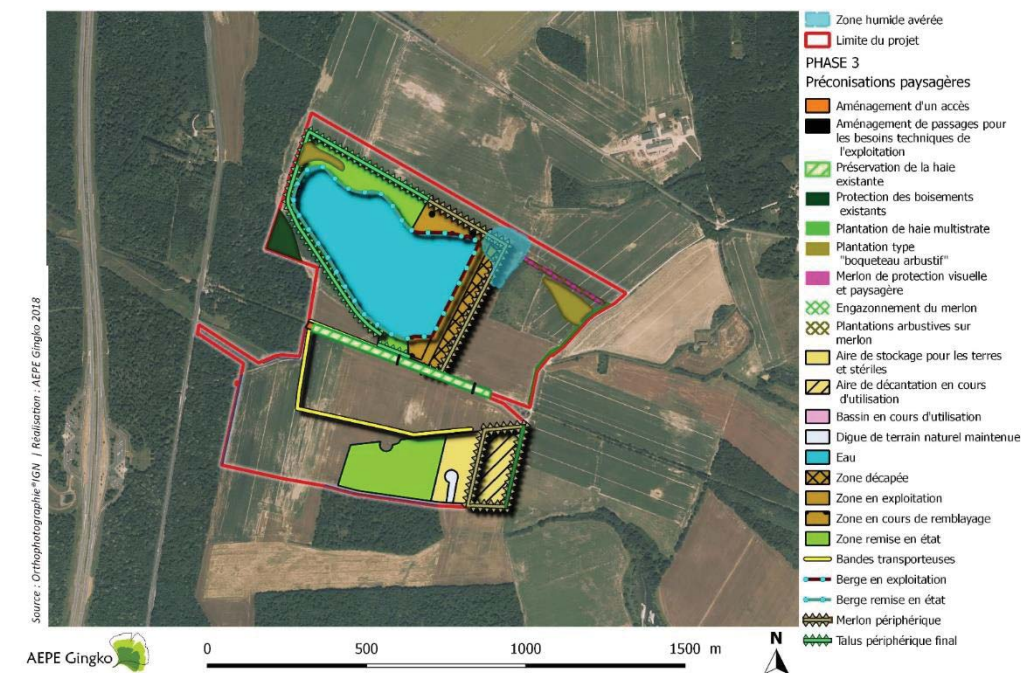 Zone humide avérée
Limite du projet
PHASE 3
Préconisations paysagères
Aménagement d'un accès
Aménagement de passages pour
les besoins techniques de
l'exploitation
Préservation de la haie
existante
Protection des boisements
existants
Plantation de haie multistrate
Plantation type
"boqueteau arbustif"
Merlon de protection visuelle
et paysagère
Engazonnement du merlon
Plantations arbustives sur
merlon
Aire de stockage pour les terres
et stériles
Aire de décantation en cours
d'utilisation
Bassin en cours d'utilisation
Digue de terrain naturel maintenue
Eau
Zone décapée
Zone en exploitation
Zone en cours de remblayage
Zone remise en état
Bandes transporteuses
Berge en exploitation
Berge remise en état
Merlon périphérique
Talus périphérique final
Source : Orthophotographie®IGN | Réalisation : AEPE Gingko 2018
AEPE Gingko
0 500 1000 1500 m
N